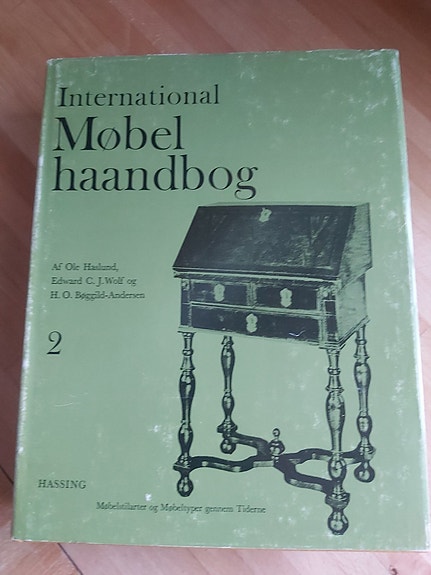 International
Møbel
haandbog
Af Ole Haslund,
Edward C. J. Wolf og
H. O. Bøggild-Andersen
2
HASSING
Møbelstilarter og Møbeltyper gennem Tiderne